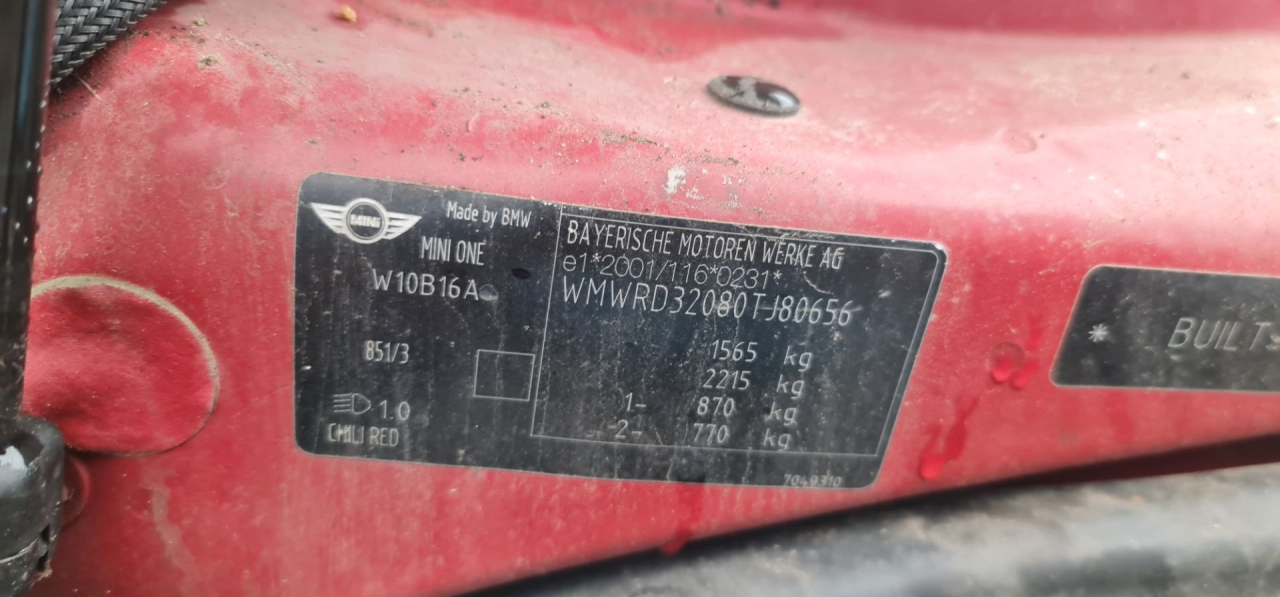 MINI
Made by BMW
MINI ONE
W10B16A
851/3
1.0
CHILI RED
BAYERISCHE MOTOREN WERKE AG
e1*2001/116*0231*
WMWRD32080TJ80656
1565 kg
2215 kg
1- 870 kg
2- 770 kg
7049310
* BUILT